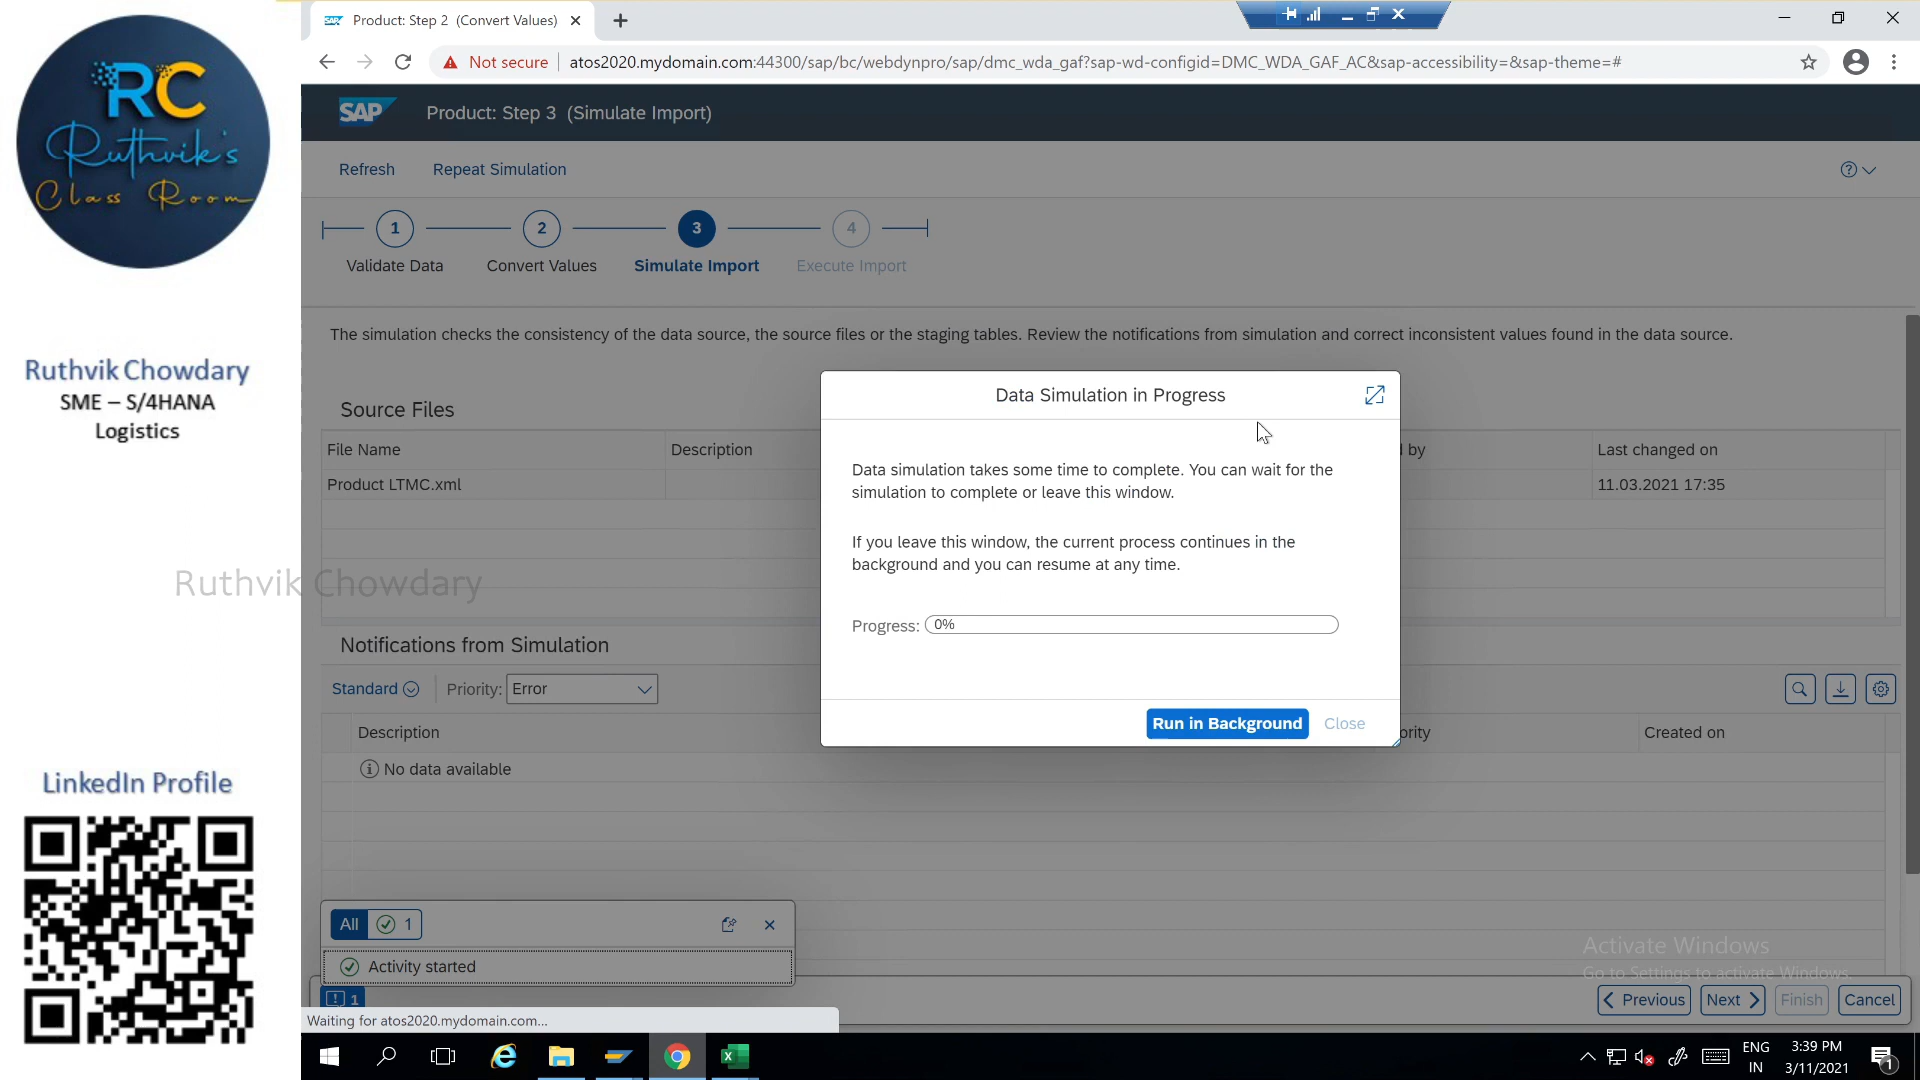 RC
Ruthvik's
Class Room
Ruthvik Chowdary
SME – S/4HANA
Logistics
LinkedIn Profile
Ruthvik Chowdary
Product: Step 2 (Convert Values)
Not secure
atos2020.mydomain.com:44300/sap/bc/webdynpro/sap/dmc_wda_gaf?sap-wd-configid=DMC_WDA_GAF_AC&sap-accessibility=&sap-theme=#
SAP
Product: Step 3 (Simulate Import)
Refresh
Repeat Simulation
1
2
3
4
Validate Data
Convert Values
Simulate Import
Execute Import
The simulation checks the consistency of the data source, the source files or the staging tables. Review the notifications from simulation and correct inconsistent values found in the data source.
Source Files
File Name
Description
by
Last changed on
Product LTMC.xml
11.03.2021 17:35
Data Simulation in Progress
Data simulation takes some time to complete. You can wait for the
simulation to complete or leave this window.
If you leave this window, the current process continues in the
background and you can resume at any time.
Progress: 0%
Run in Background
Close
Notifications from Simulation
Standard
Priority: Error
Description
ority
Created on
No data available
All
1
Activity started
1
Activate Windows
Go to Settings to activate Windows.
Previous
Next
Finish
Cancel
Waiting for atos2020.mydomain.com...
ENG
IN
3:39 PM
3/11/2021
1